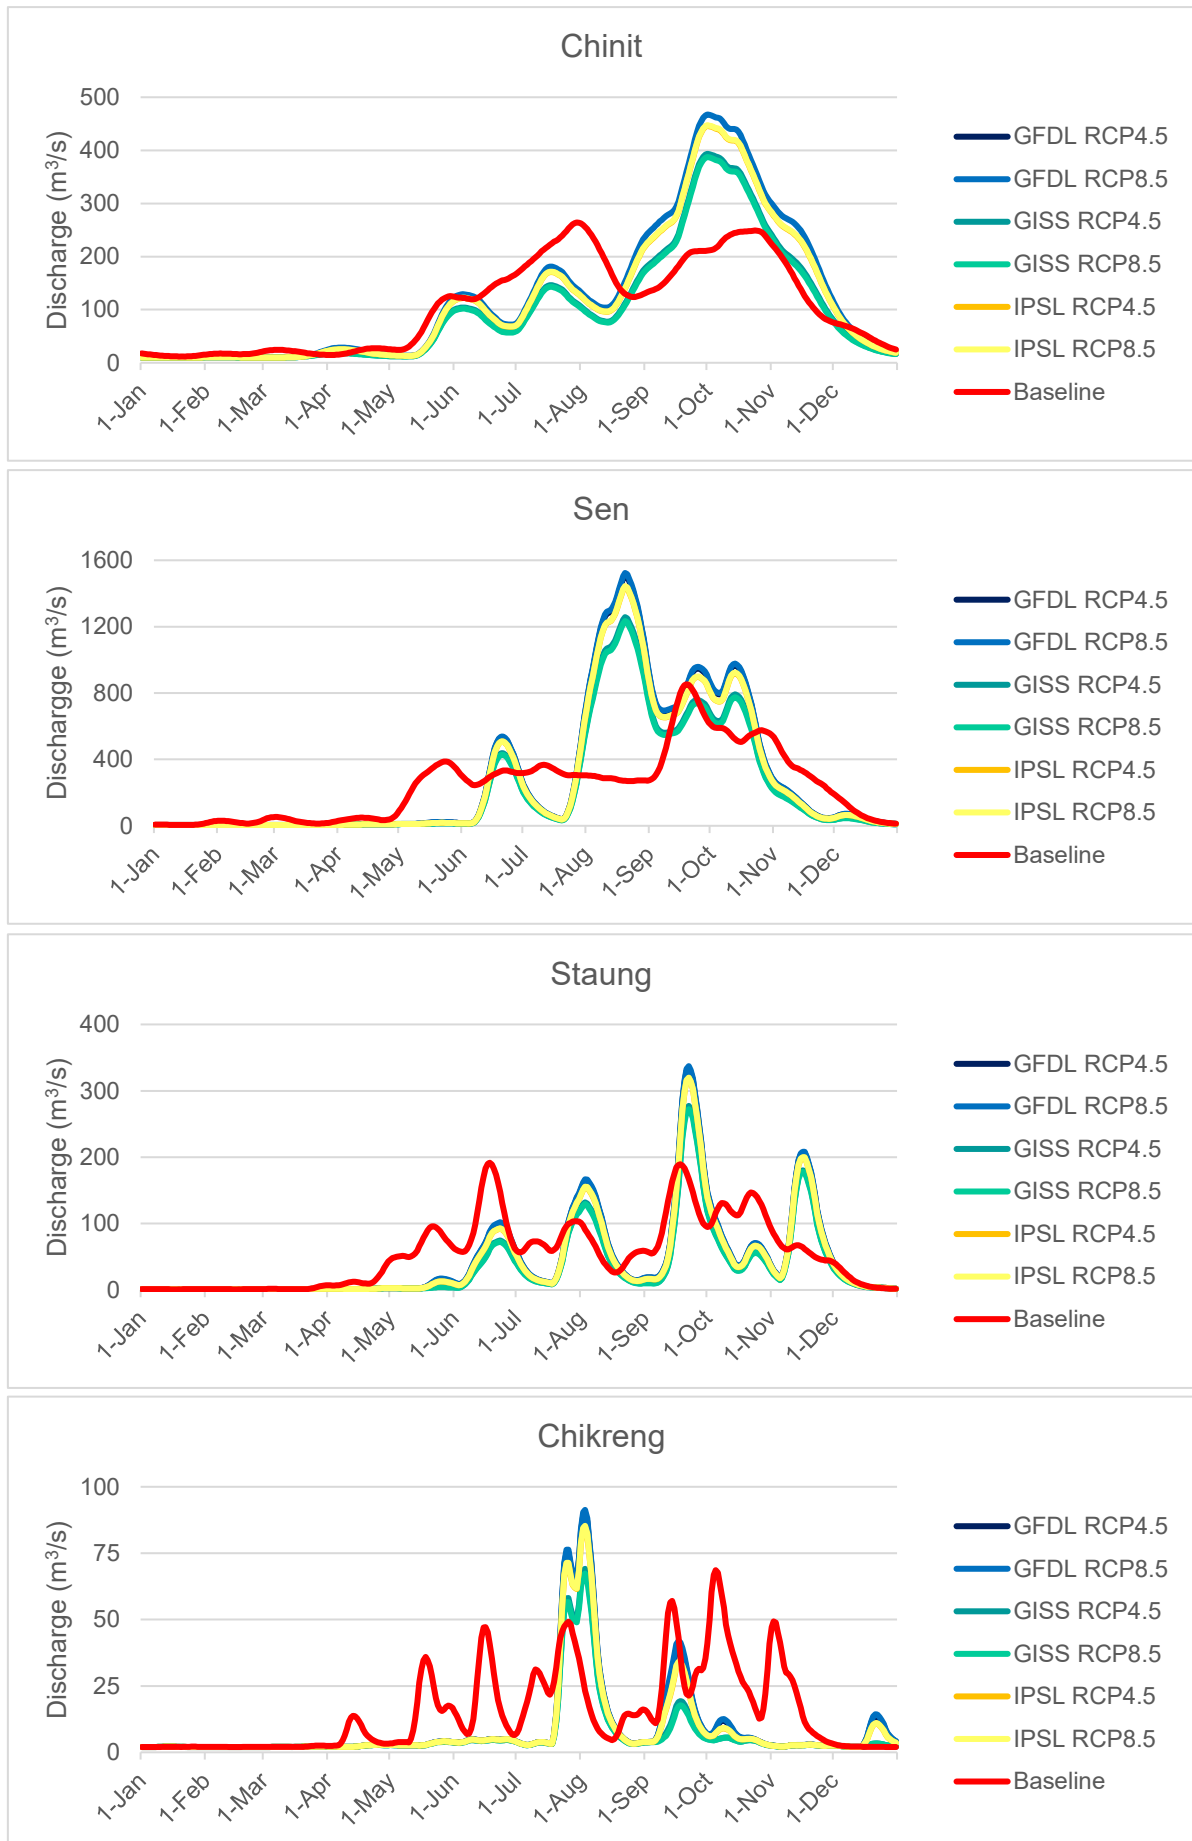 Chinit
Discharge (m³/s)
500
400
300
200
100
0
1-Jan
1-Feb
1-Mar
1-Apr
1-May
1-Jun
1-Jul
1-Aug
1-Sep
1-Oct
1-Nov
1-Dec
GFDL RCP4.5
GFDL RCP8.5
GISS RCP4.5
GISS RCP8.5
IPSL RCP4.5
IPSL RCP8.5
Baseline
Sen
Dischargge (m³/s)
1600
1200
800
400
0
1-Jan
1-Feb
1-Mar
1-Apr
1-May
1-Jun
1-Jul
1-Aug
1-Sep
1-Oct
1-Nov
1-Dec
GFDL RCP4.5
GFDL RCP8.5
GISS RCP4.5
GISS RCP8.5
IPSL RCP4.5
IPSL RCP8.5
Baseline
Staung
Discharge (m³/s)
400
300
200
100
0
1-Jan
1-Feb
1-Mar
1-Apr
1-May
1-Jun
1-Jul
1-Aug
1-Sep
1-Oct
1-Nov
1-Dec
GFDL RCP4.5
GFDL RCP8.5
GISS RCP4.5
GISS RCP8.5
IPSL RCP4.5
IPSL RCP8.5
Baseline
Chikreng
Discharge (m³/s)
100
75
50
25
0
1-Jan
1-Feb
1-Mar
1-Apr
1-May
1-Jun
1-Jul
1-Aug
1-Sep
1-Oct
1-Nov
1-Dec
GFDL RCP4.5
GFDL RCP8.5
GISS RCP4.5
GISS RCP8.5
IPSL RCP4.5
IPSL RCP8.5
Baseline